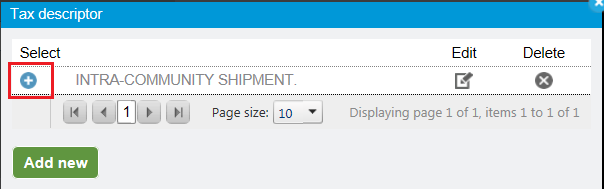 Tax descriptor
Select Edit Delete
INTRA-COMMUNITY SHIPMENT.
1 Page size: 10 Displaying page 1 of 1, items 1 to 1 of 1
Add new